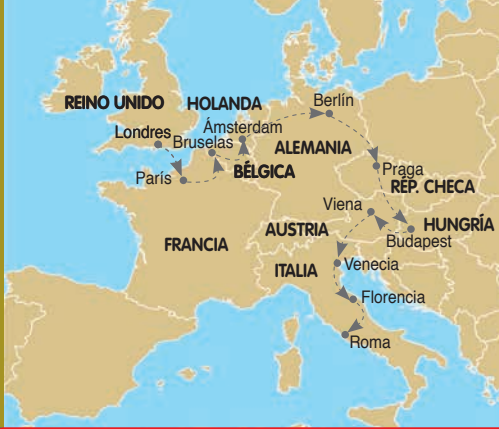 REINO UNIDO
HOLANDA
Berlín
Londres
Ámsterdam
Bruselas
ALEMANIA
París
BÉLGICA
Praga
RÉP. CHECA
Viena
HUNGRÍA
AUSTRIA
Budapest
FRANCIA
ITALIA
Venecia
Florencia
Roma